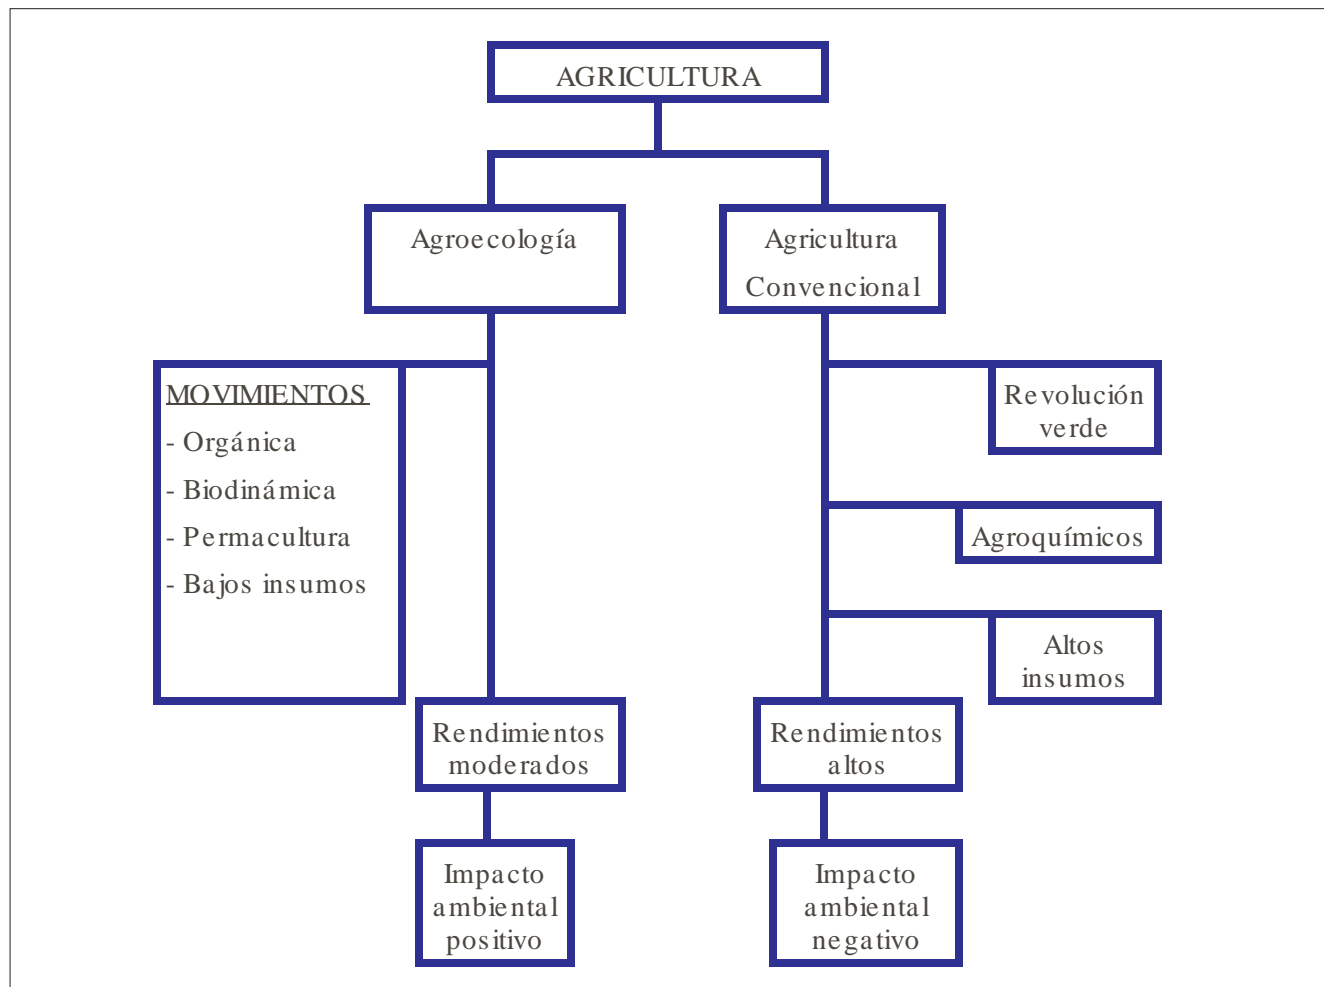 AGRICULTURA
Agroecología
Agricultura
Convencional
MOVIMIENTOS
- Orgánica
- Biodinámica
- Permacultura
- Bajos insumos
Revolución
verde
Agroquímicos
Altos
insumos
Rendimientos
moderados
Rendimientos
altos
Impacto
ambiental
positivo
Impacto
ambiental
negativo